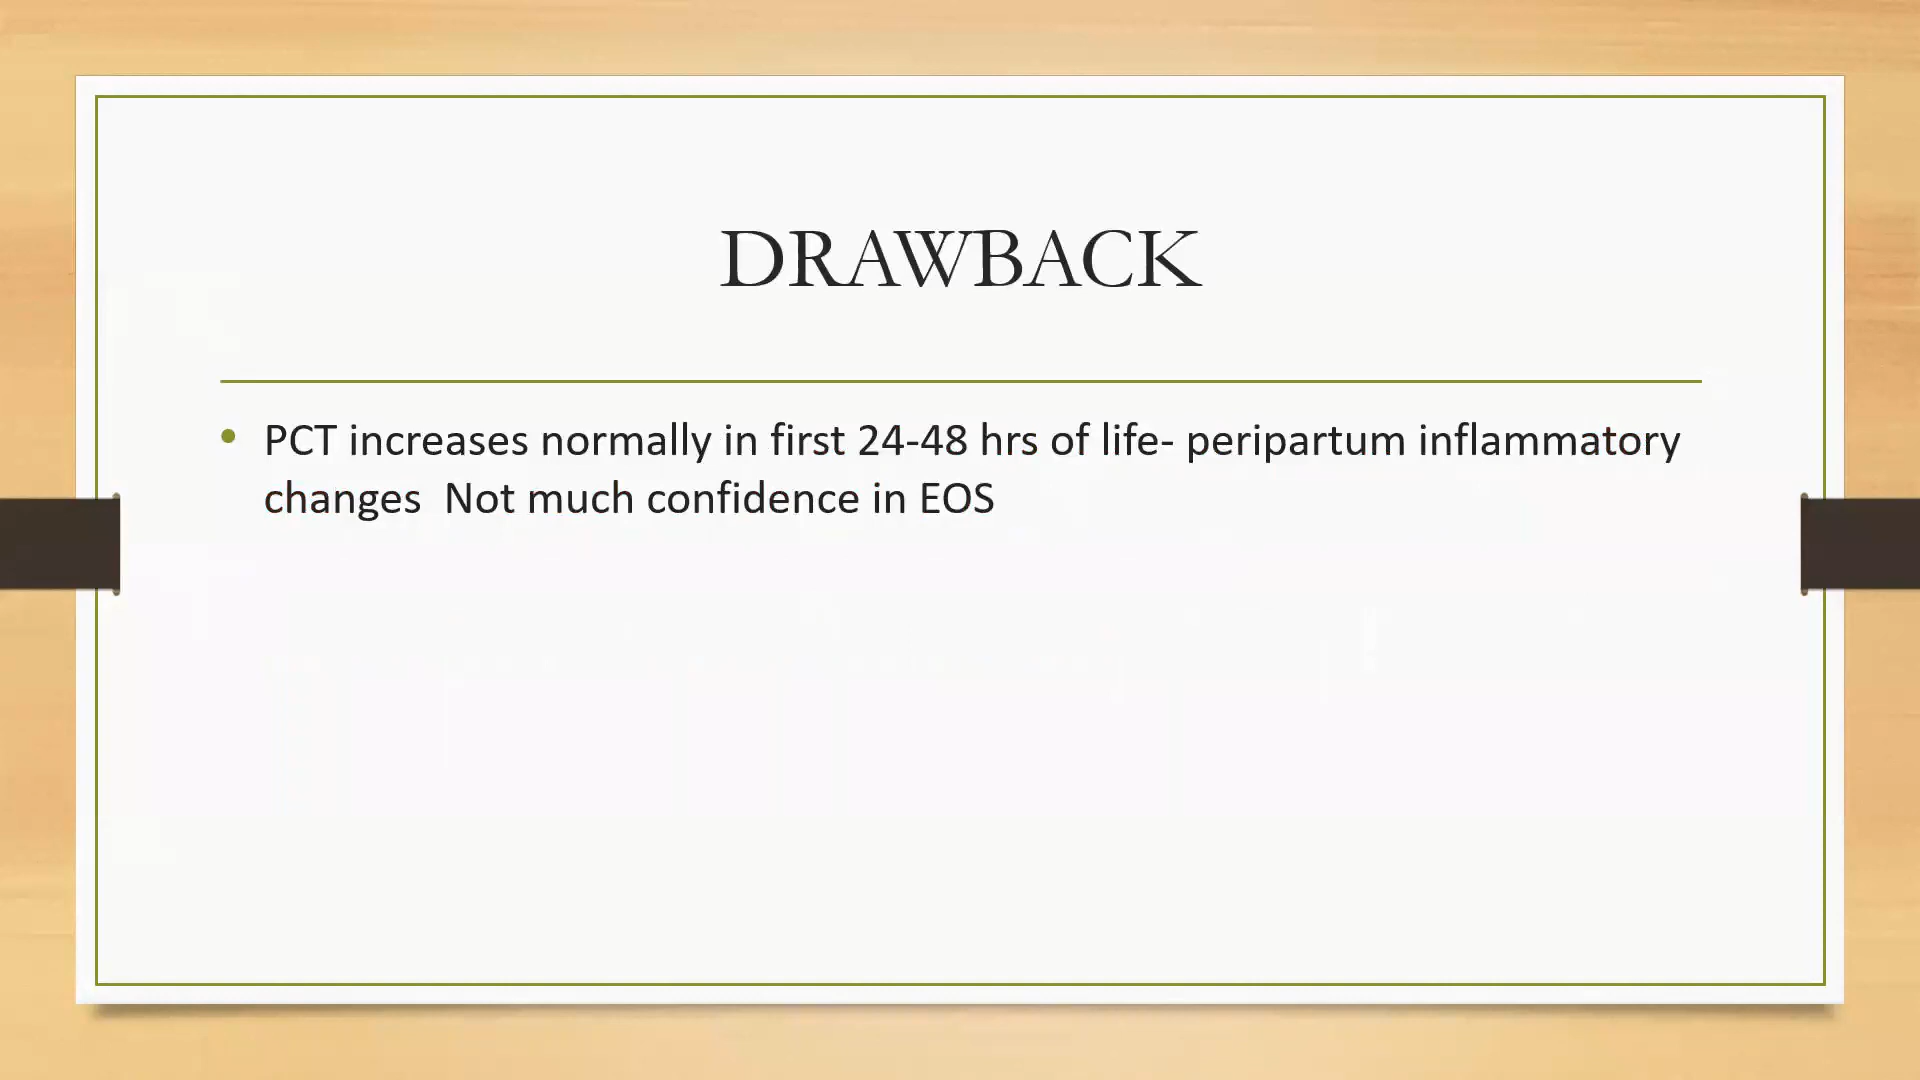 DRAWBACK
• PCT increases normally in first 24-48 hrs of life- peripartum inflammatory
changes  Not much confidence in EOS